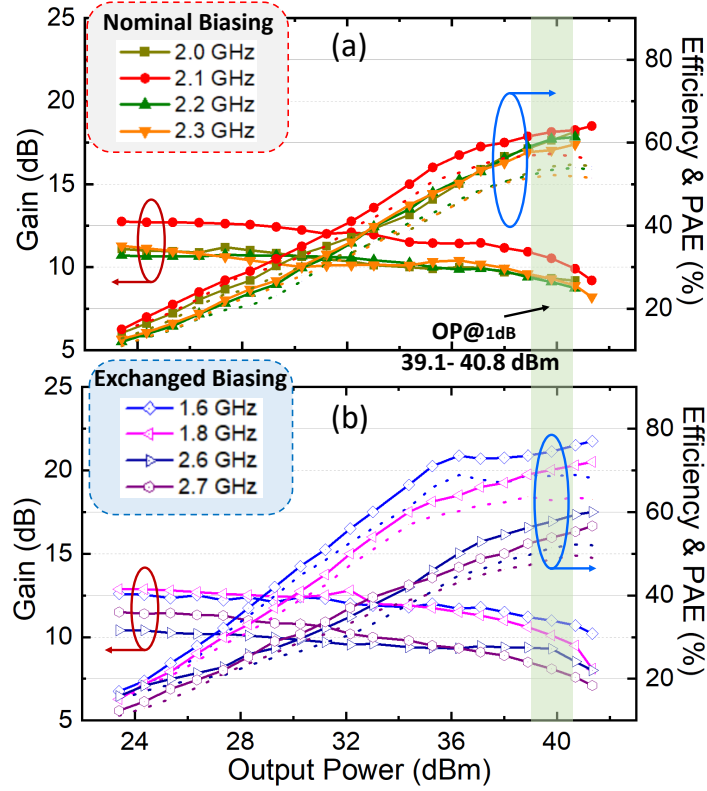 Nominal Biasing
2.0 GHz
2.1 GHz
2.2 GHz
2.3 GHz
(a)
25
20
15
10
5
Gain (dB)
80
60
40
20
Efficiency & PAE (%)
OP@1dB
39.1- 40.8 dBm
Exchanged Biasing
1.6 GHz
1.8 GHz
2.6 GHz
2.7 GHz
(b)
25
20
15
10
5
Gain (dB)
80
60
40
20
Efficiency & PAE (%)
24 28 32 36 40
Output Power (dBm)